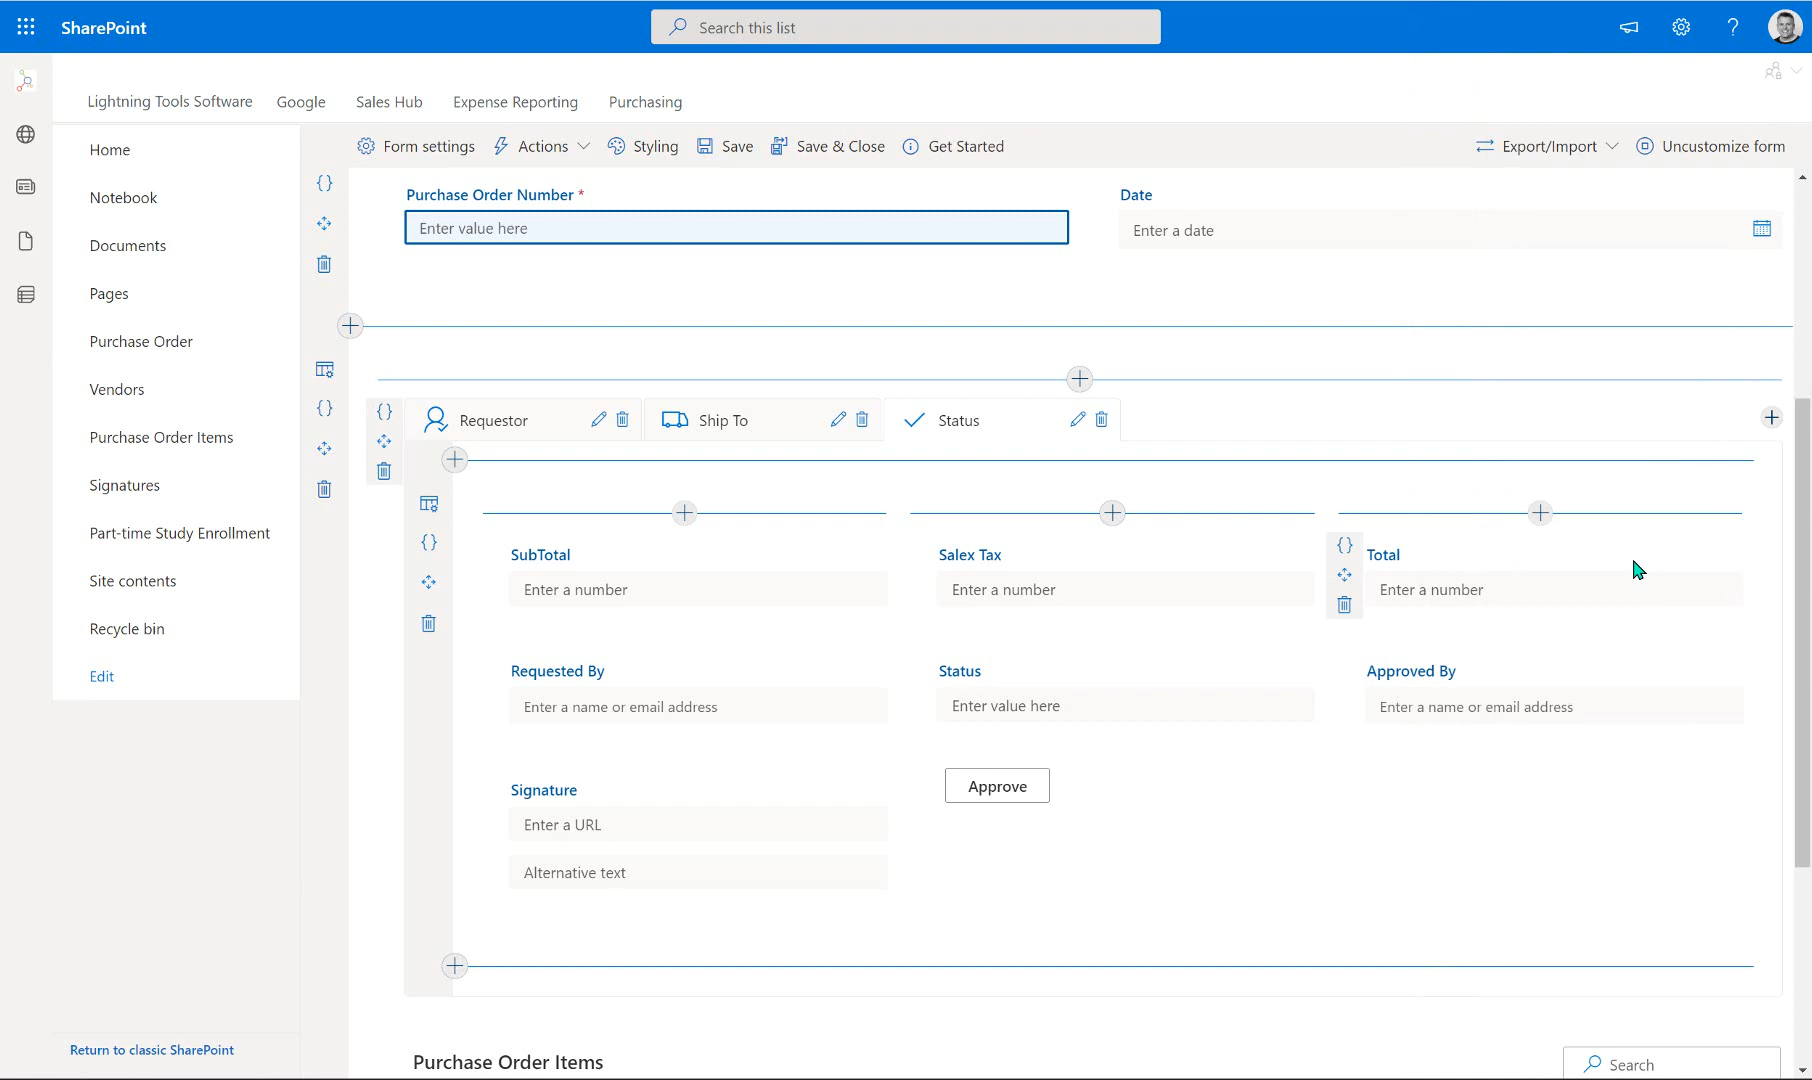 SharePoint
Search this list
?
Lightning Tools Software Google Sales Hub Expense Reporting Purchasing
Home
Notebook
Documents
Pages
Purchase Order
Vendors
Purchase Order Items
Signatures
Part-time Study Enrollment
Site contents
Recycle bin
Edit
Return to classic SharePoint
Form settings Actions Styling Save Save & Close Get Started Export/Import Uncustomize form
Purchase Order Number * Date
Enter value here Enter a date
Requestor Ship To Status
SubTotal Salex Tax Total
Enter a number Enter a number Enter a number
Requested By Status Approved By
Enter a name or email address Enter value here Enter a name or email address
Signature
Approve
Enter a URL
Alternative text
Purchase Order Items Search